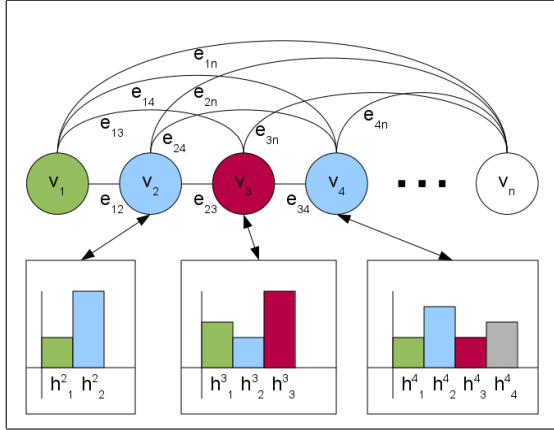 e₁ₙ
e₁₄ e₂ₙ
e₁₃ e₂₄ e₃ₙ e₄ₙ
v₁ v₂ v₃ v₄ ... vₙ
e₁₂ e₂₃ e₃₄
h²₁ h²₂ h³₁ h³₂ h³₃ h⁴₁ h⁴₂ h⁴₃ h⁴₄